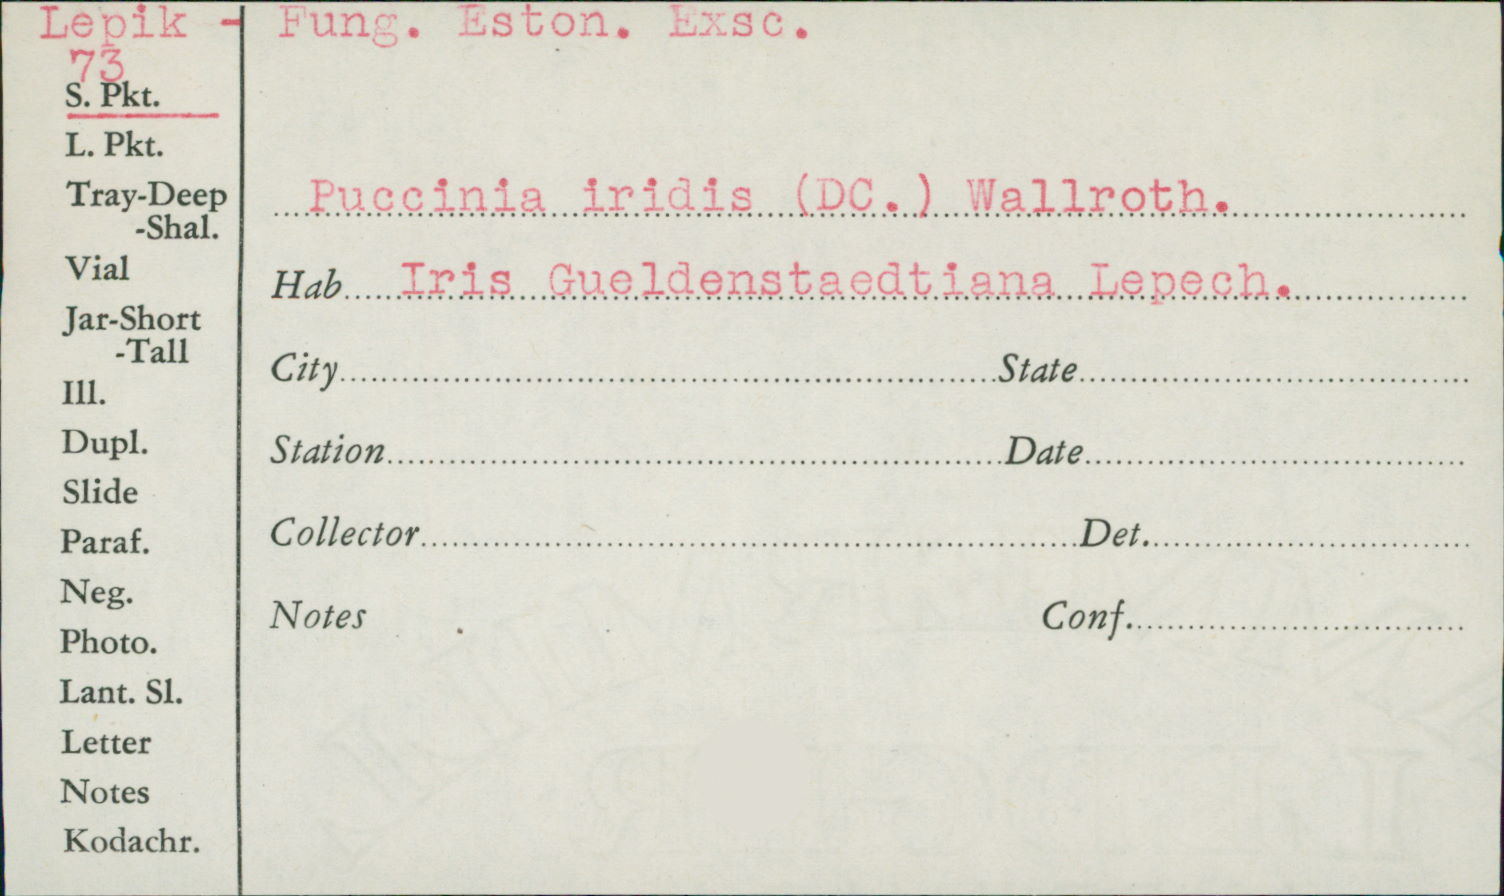 Lepik - Fung. Eston. Exsc.
73
S. Pkt.
L. Pkt.
Tray-Deep
-Shal.
Vial
Jar-Short
-Tall
Ill.
Dupl.
Slide
Paraf.
Neg.
Photo.
Lant. Sl.
Letter
Notes
Kodachr.
Puccinia iridis (DC.) Wallroth.
Hab. Iris Gueldenstaedtiana Lepech.
City State
Station Date
Collector Det.
Notes Conf.